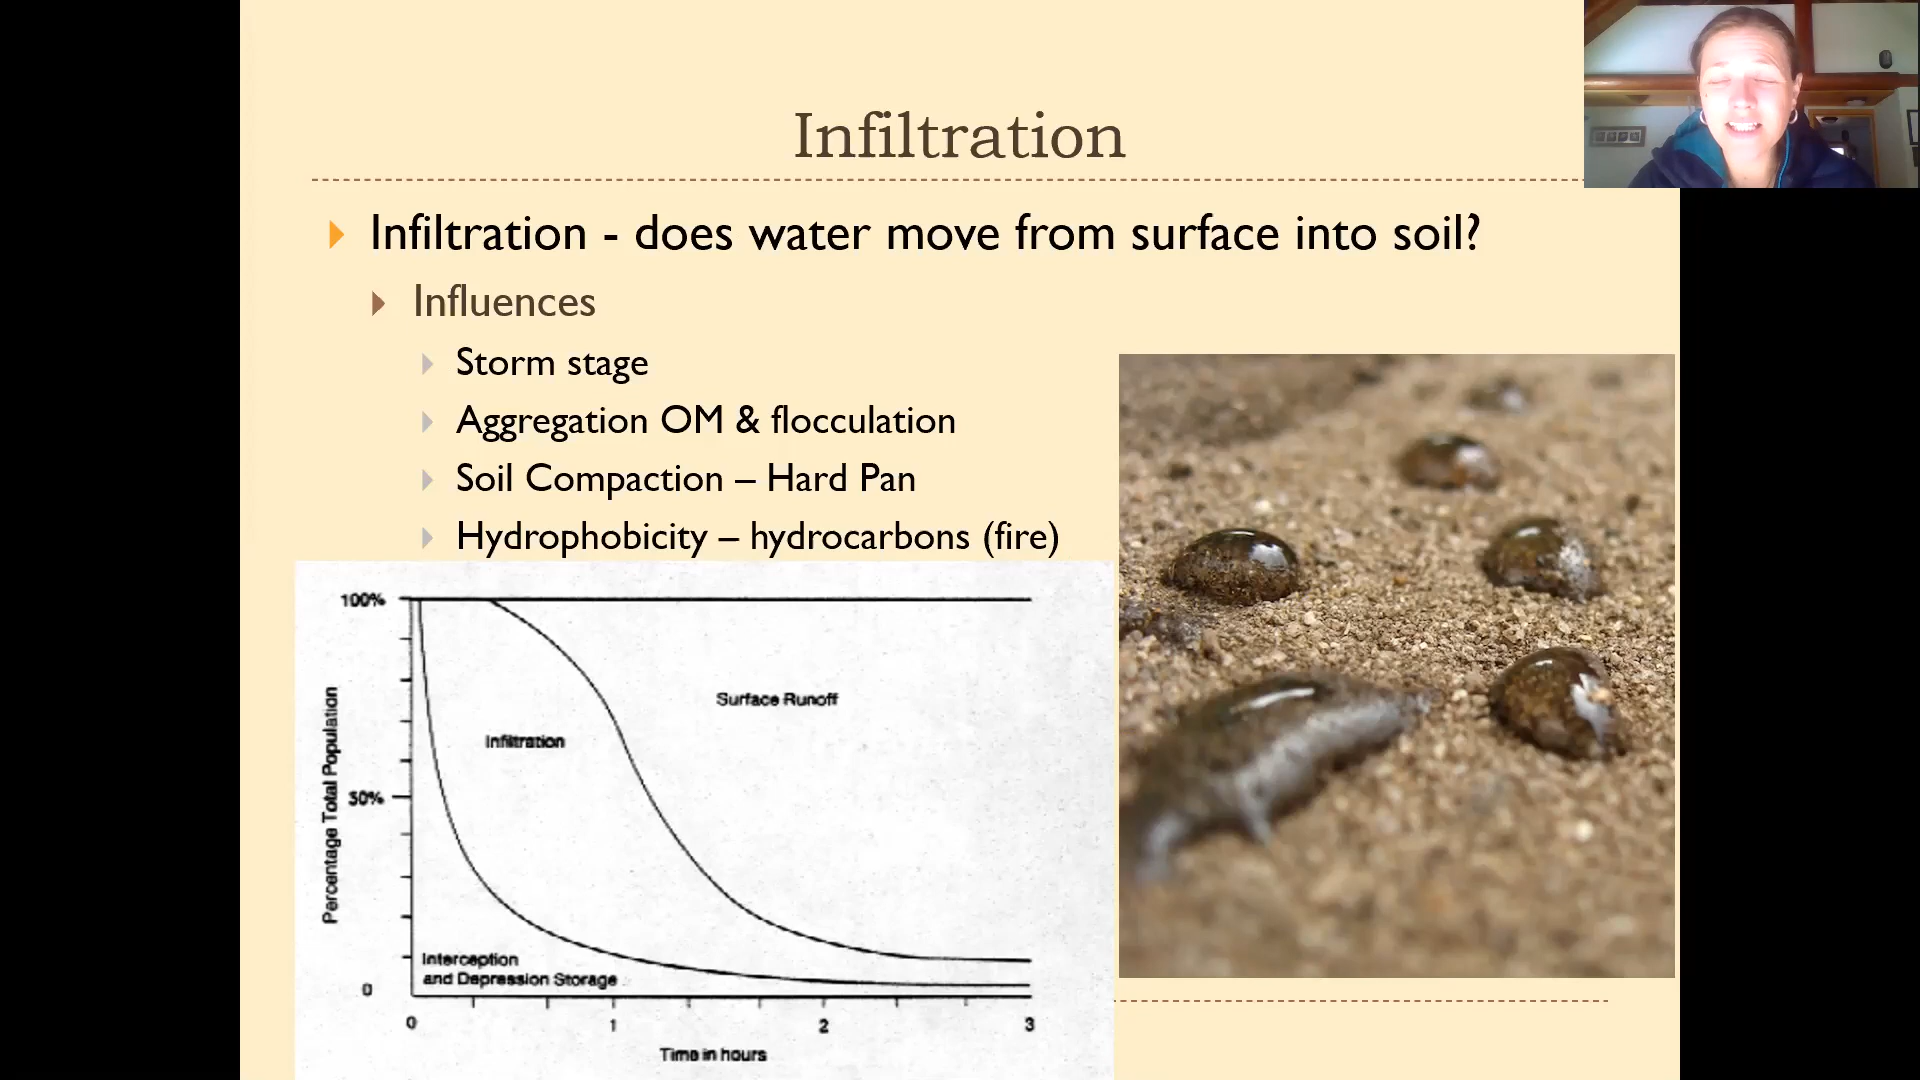 Infiltration
Infiltration - does water move from surface into soil?
Influences
Storm stage
Aggregation OM & flocculation
Soil Compaction – Hard Pan
Hydrophobicity – hydrocarbons (fire)
100%
Surface Runoff
Infiltration
Percentage Total Population
50%
Interception
and Depression Storage
0
0 1 2 3
Time in hours